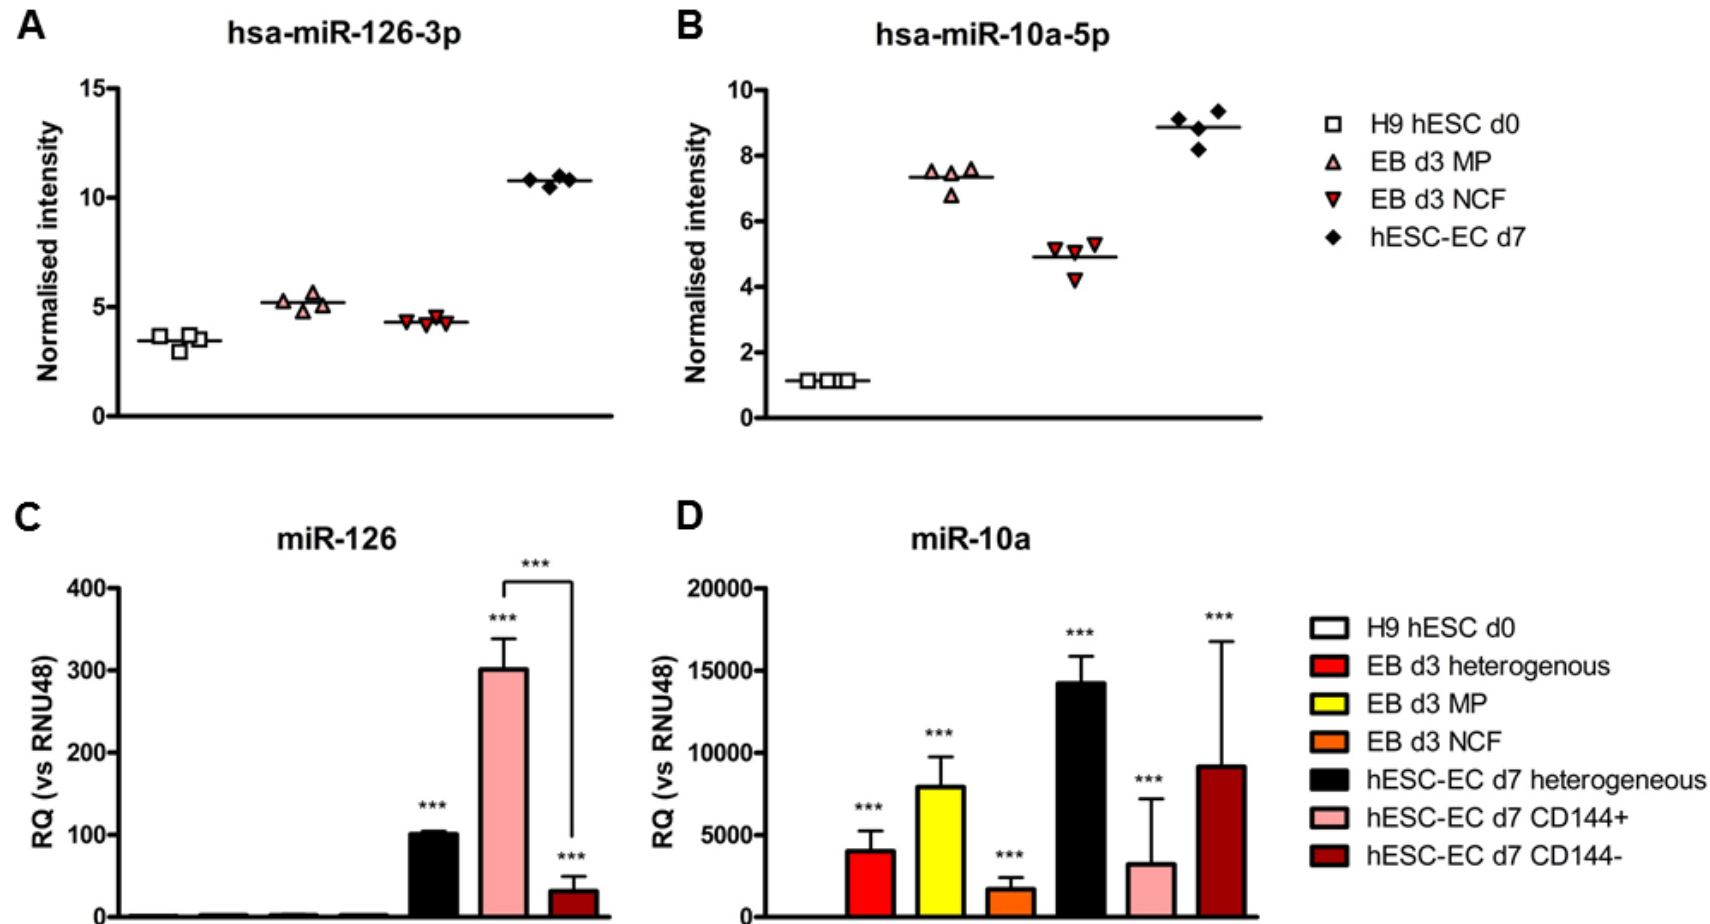 A
hsa-miR-126-3p
Normalised intensity
15
10
5
0
B
hsa-miR-10a-5p
Normalised intensity
10
8
6
4
2
0
H9 hESC d0
EB d3 MP
EB d3 NCF
hESC-EC d7
C
miR-126
RQ (vs RNU48)
400
300
200
100
0
***
***
***
***
D
miR-10a
RQ (vs RNU48)
20000
15000
10000
5000
0
***
***
***
***
***
***
H9 hESC d0
EB d3 heterogenous
EB d3 MP
EB d3 NCF
hESC-EC d7 heterogeneous
hESC-EC d7 CD144+
hESC-EC d7 CD144-